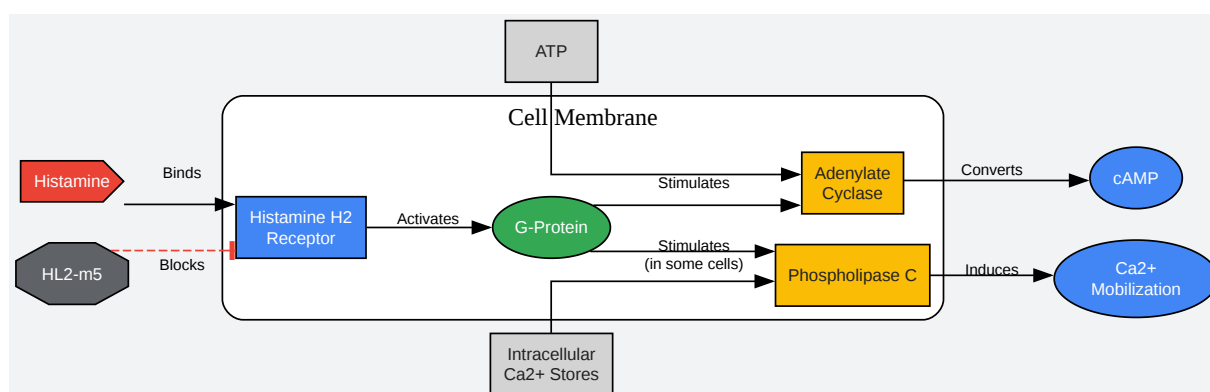 ATP
Cell Membrane
Histamine
Binds
Stimulates
Adenylate
Cyclase
Converts
cAMP
Histamine H2
Receptor
Activates
G-Protein
HL2-m5
Blocks
Stimulates
(in some cells)
Phospholipase C
Induces
Ca2+
Mobilization
Intracellular
Ca2+ Stores